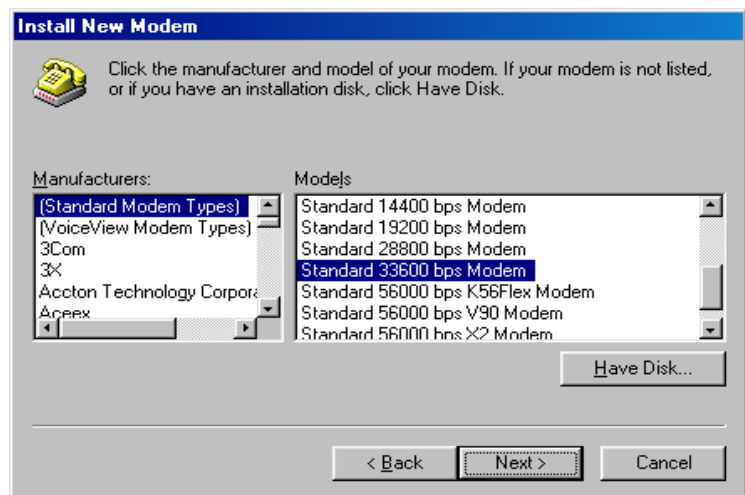 Install New Modem
Click the manufacturer and model of your modem. If your modem is not listed,
or if you have an installation disk, click Have Disk.
Manufacturers:
(Standard Modem Types)
(VoiceView Modem Types)
3Com
3X
Accton Technology Corpora
Aceex
Models
Standard 14400 bps Modem
Standard 19200 bps Modem
Standard 28800 bps Modem
Standard 33600 bps Modem
Standard 56000 bps K56Flex Modem
Standard 56000 bps V90 Modem
Standard 56000 bps X2 Modem
Have Disk...
< Back
Next >
Cancel